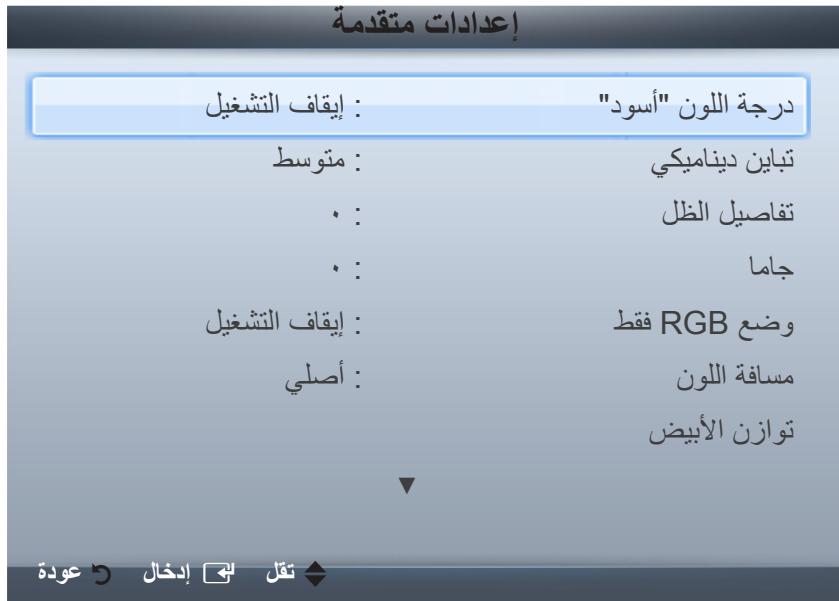 إعدادات متقدمة
درجة اللون "أسود" : إيقاف التشغيل
تباين ديناميكي : متوسط
تفاصيل الظل : ٠
جاما : ٠
وضع RGB فقط : إيقاف التشغيل
مسافة اللون : أصلي
توازن الأبيض
تقل إدخال عودة